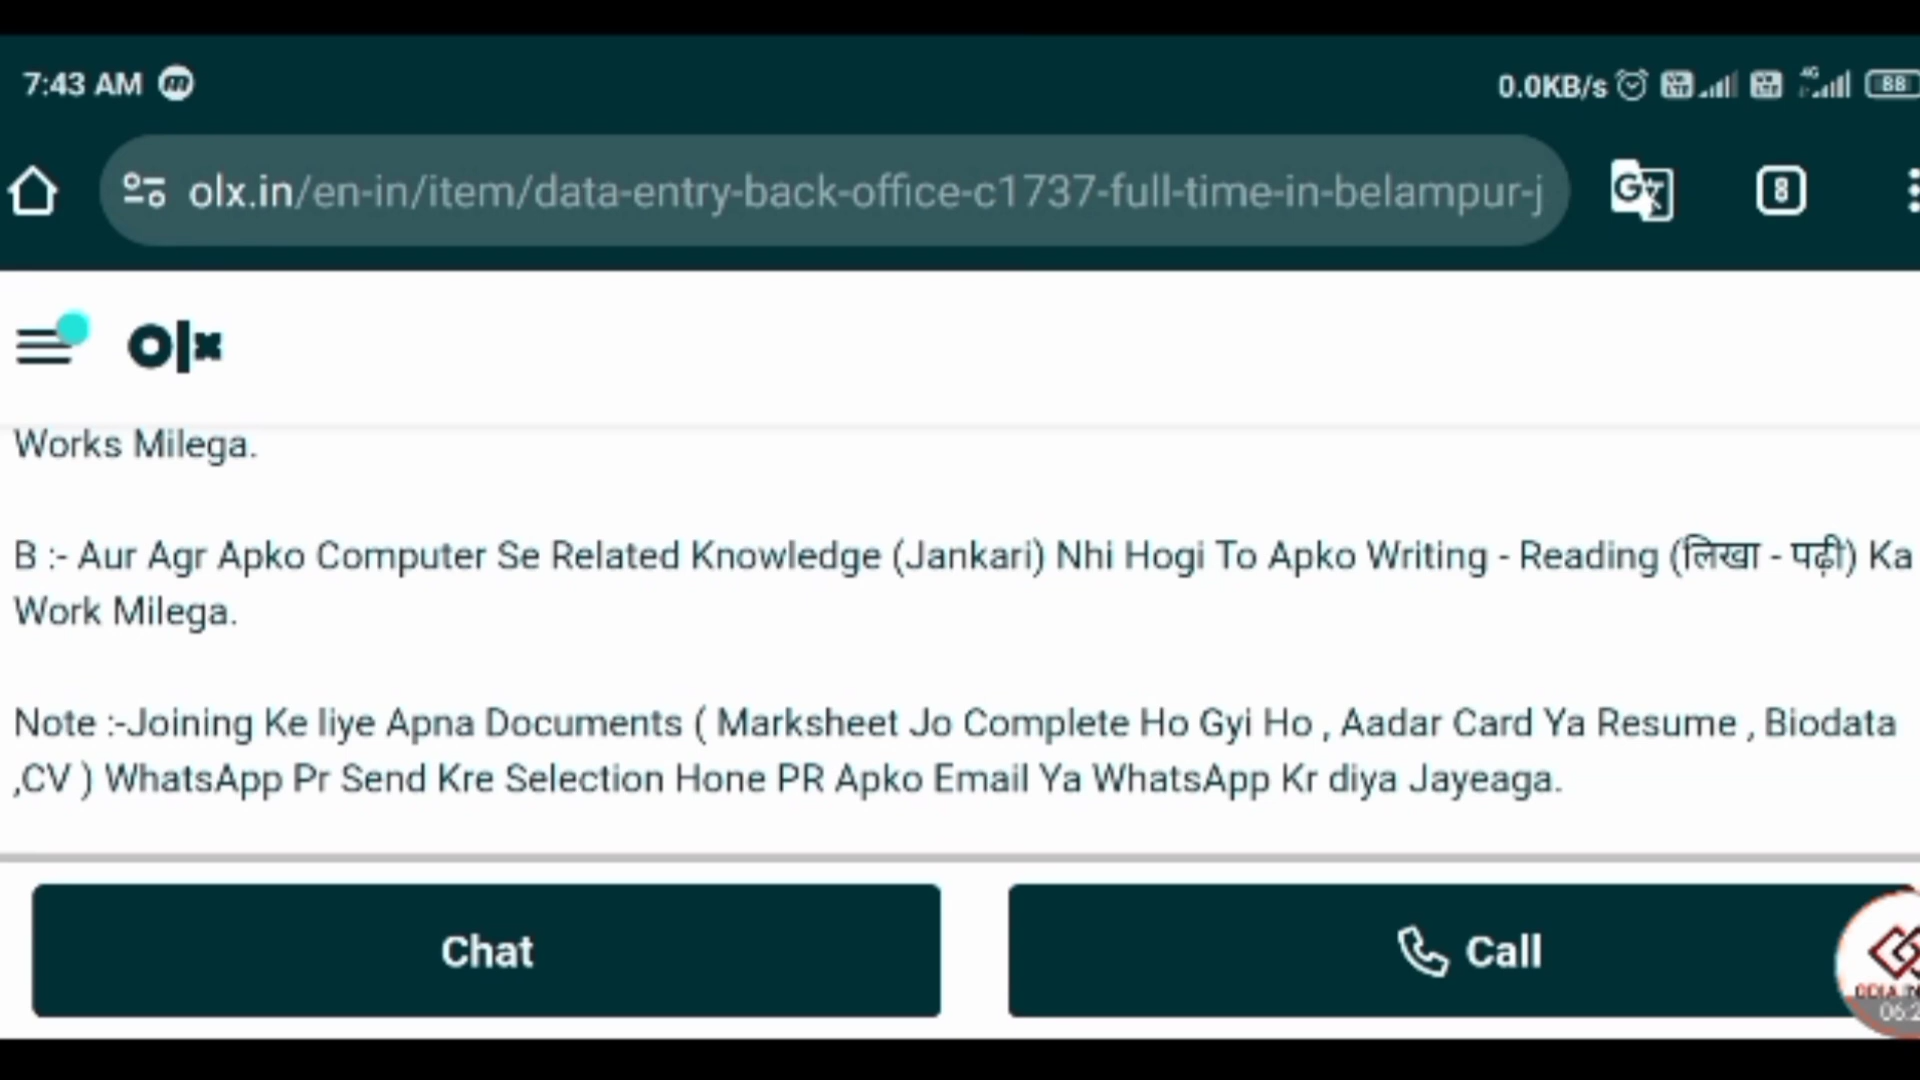 7:43 AM
0.0KB/s
4G
88
olx.in/en-in/item/data-entry-back-office-c1737-full-time-in-belampur-j
8
olx
Works Milega.
B :- Aur Agr Apko Computer Se Related Knowledge (Jankari) Nhi Hogi To Apko Writing - Reading (लिखा - पढ़ी) Ka
Work Milega.
Note :-Joining Ke liye Apna Documents ( Marksheet Jo Complete Ho Gyi Ho , Aadar Card Ya Resume , Biodata
,CV ) WhatsApp Pr Send Kre Selection Hone PR Apko Email Ya WhatsApp Kr diya Jayeaga.
Chat
Call
ODIA